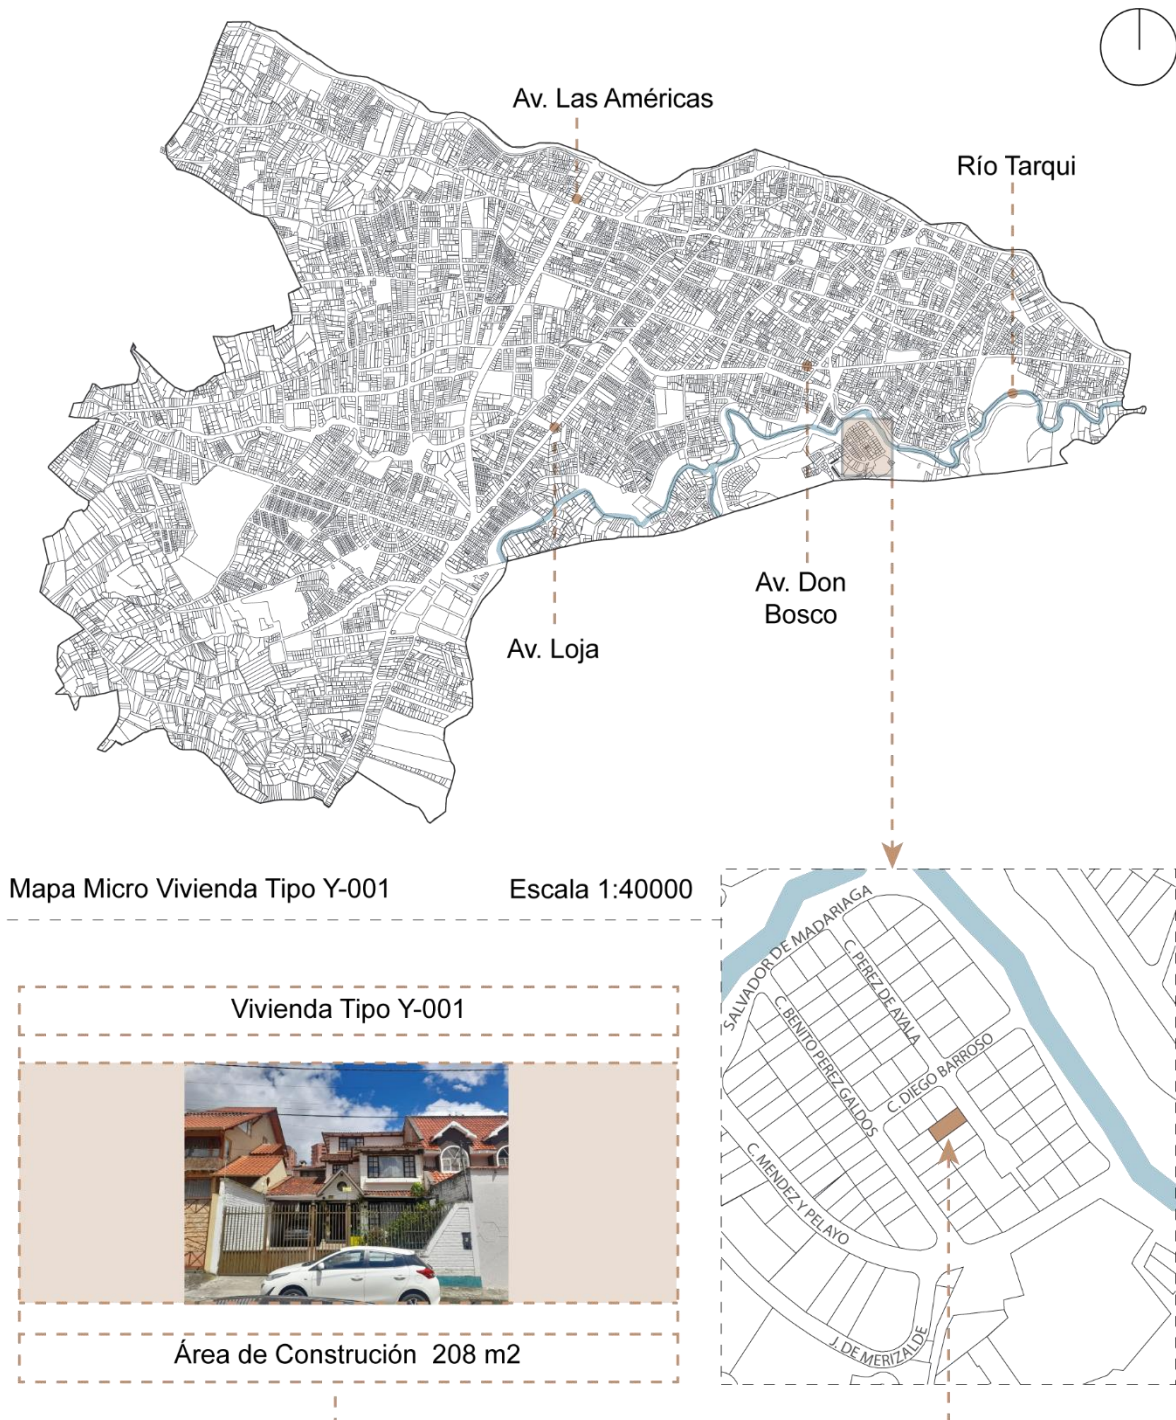 Av. Las Américas
Río Tarqui
Av. Don
Bosco
Av. Loja
Mapa Micro Vivienda Tipo Y-001
Escala 1:40000
Vivienda Tipo Y-001
Área de Construción 208 m2
SALVADOR DE MADARIAGA
C. PEREZ DE AYALA
C. BENITO PEREZ GALDOS
C. DIEGO BARROSO
C. MENDEZ Y PELAYO
J. DE MERIZALDE